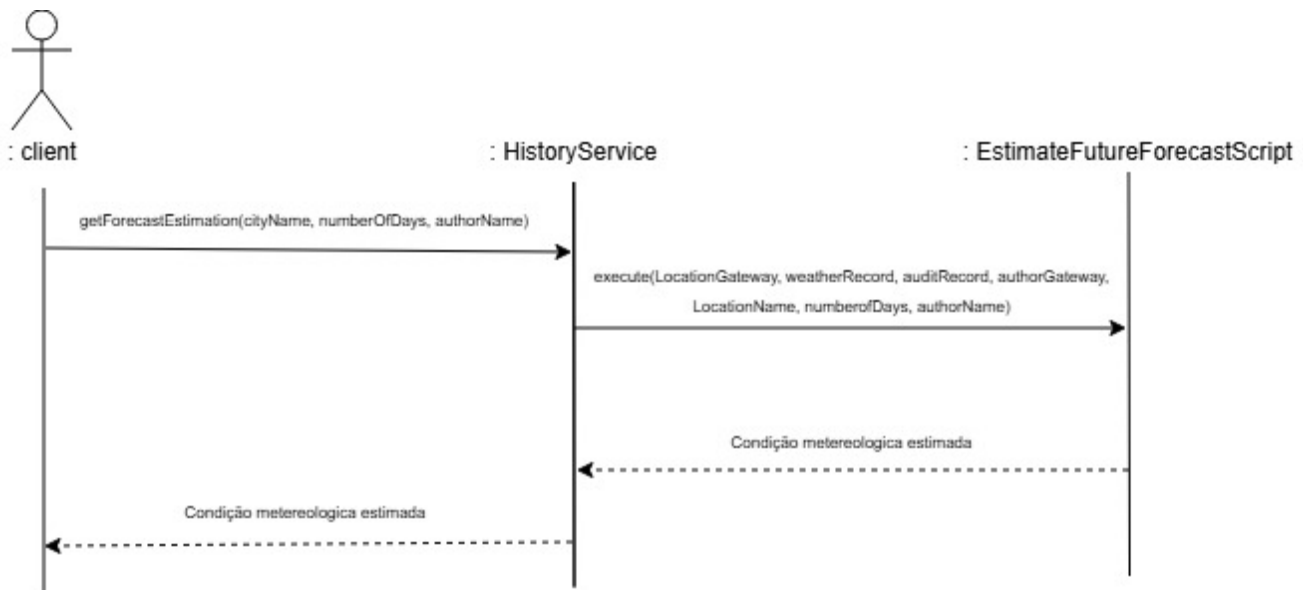 : client
: HistoryService
: EstimateFutureForecastScript
getForecastEstimation(cityName, numberOfDays, authorName)
execute(LocationGateway, weatherRecord, auditRecord, authorGateway,
LocationName, numberofDays, authorName)
Condição metereologica estimada
Condição metereologica estimada